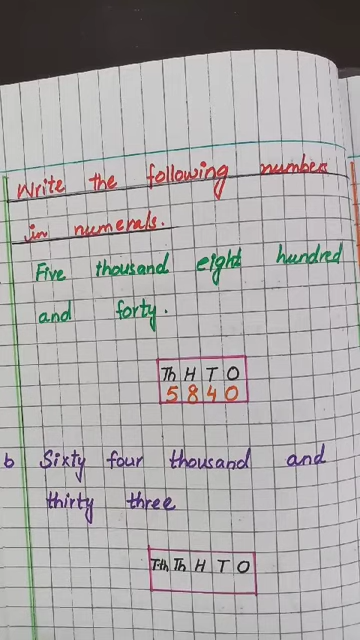 Write the following numbers
in numerals.
Five thousand eight hundred
and forty.
Th H T O
5 8 4 0
b Sixty four thousand and
thirty three
T-th Th H T O